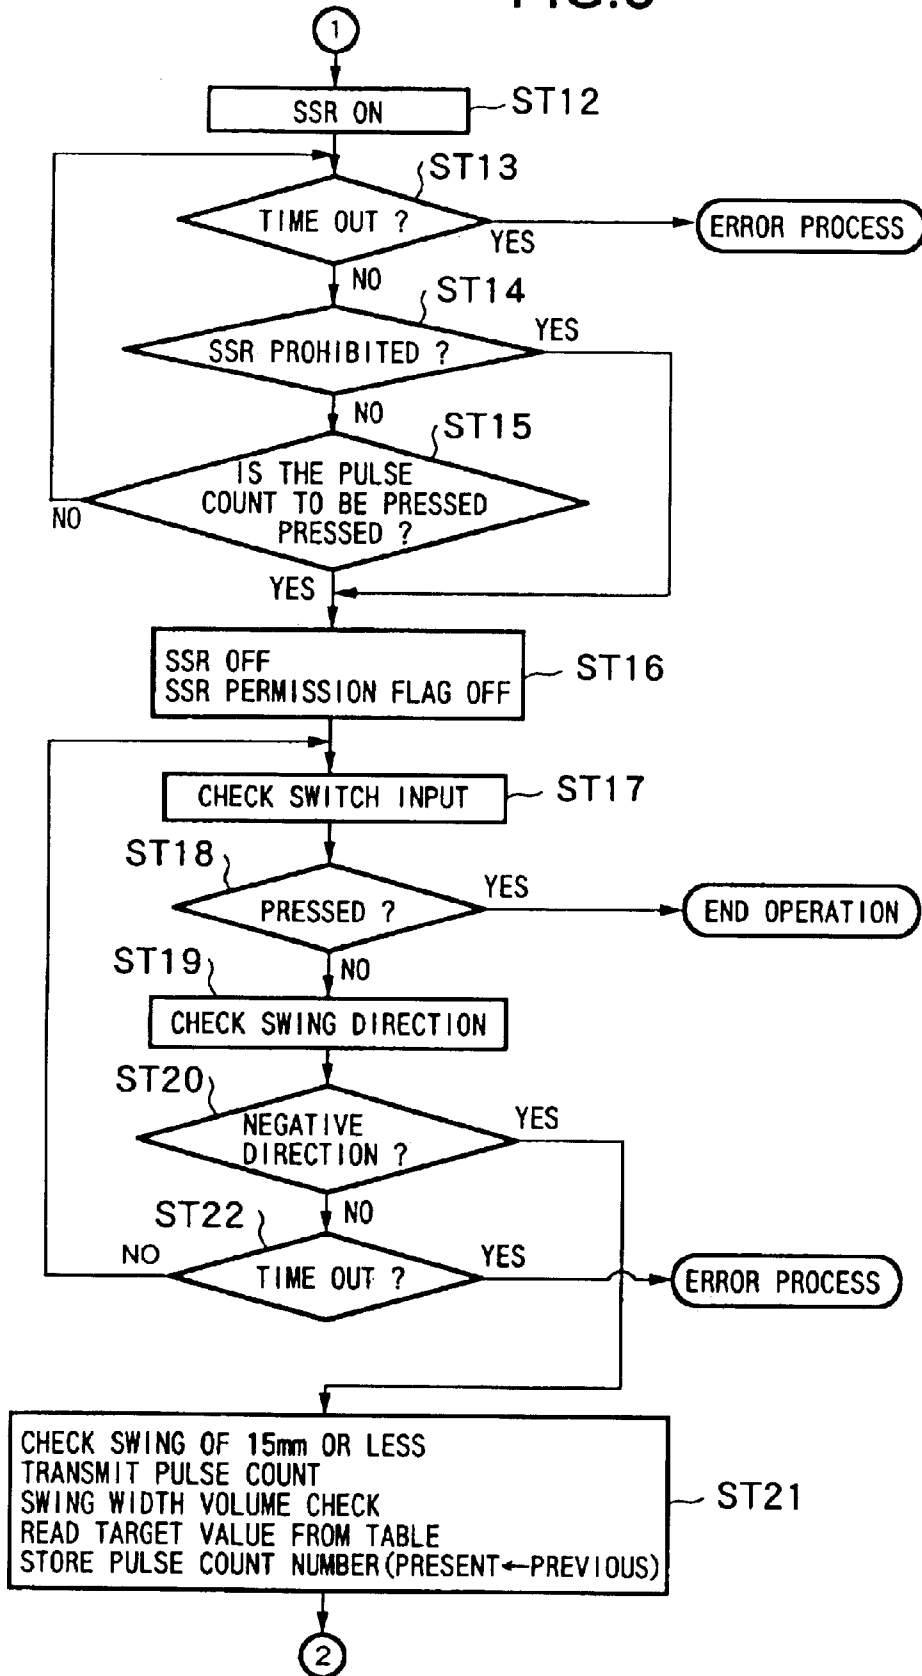 1
SSR ON
ST12
ST13
TIME OUT ?
YES
ERROR PROCESS
NO
ST14
SSR PROHIBITED ?
YES
NO
ST15
IS THE PULSE
COUNT TO BE PRESSED
PRESSED ?
NO
YES
SSR OFF
SSR PERMISSION FLAG OFF
ST16
CHECK SWITCH INPUT
ST17
ST18
PRESSED ?
YES
END OPERATION
NO
ST19
CHECK SWING DIRECTION
ST20
NEGATIVE
DIRECTION ?
YES
NO
ST22
NO
TIME OUT ?
YES
ERROR PROCESS
CHECK SWING OF 15mm OR LESS
TRANSMIT PULSE COUNT
SWING WIDTH VOLUME CHECK
READ TARGET VALUE FROM TABLE
STORE PULSE COUNT NUMBER(PRESENT←PREVIOUS)
ST21
2